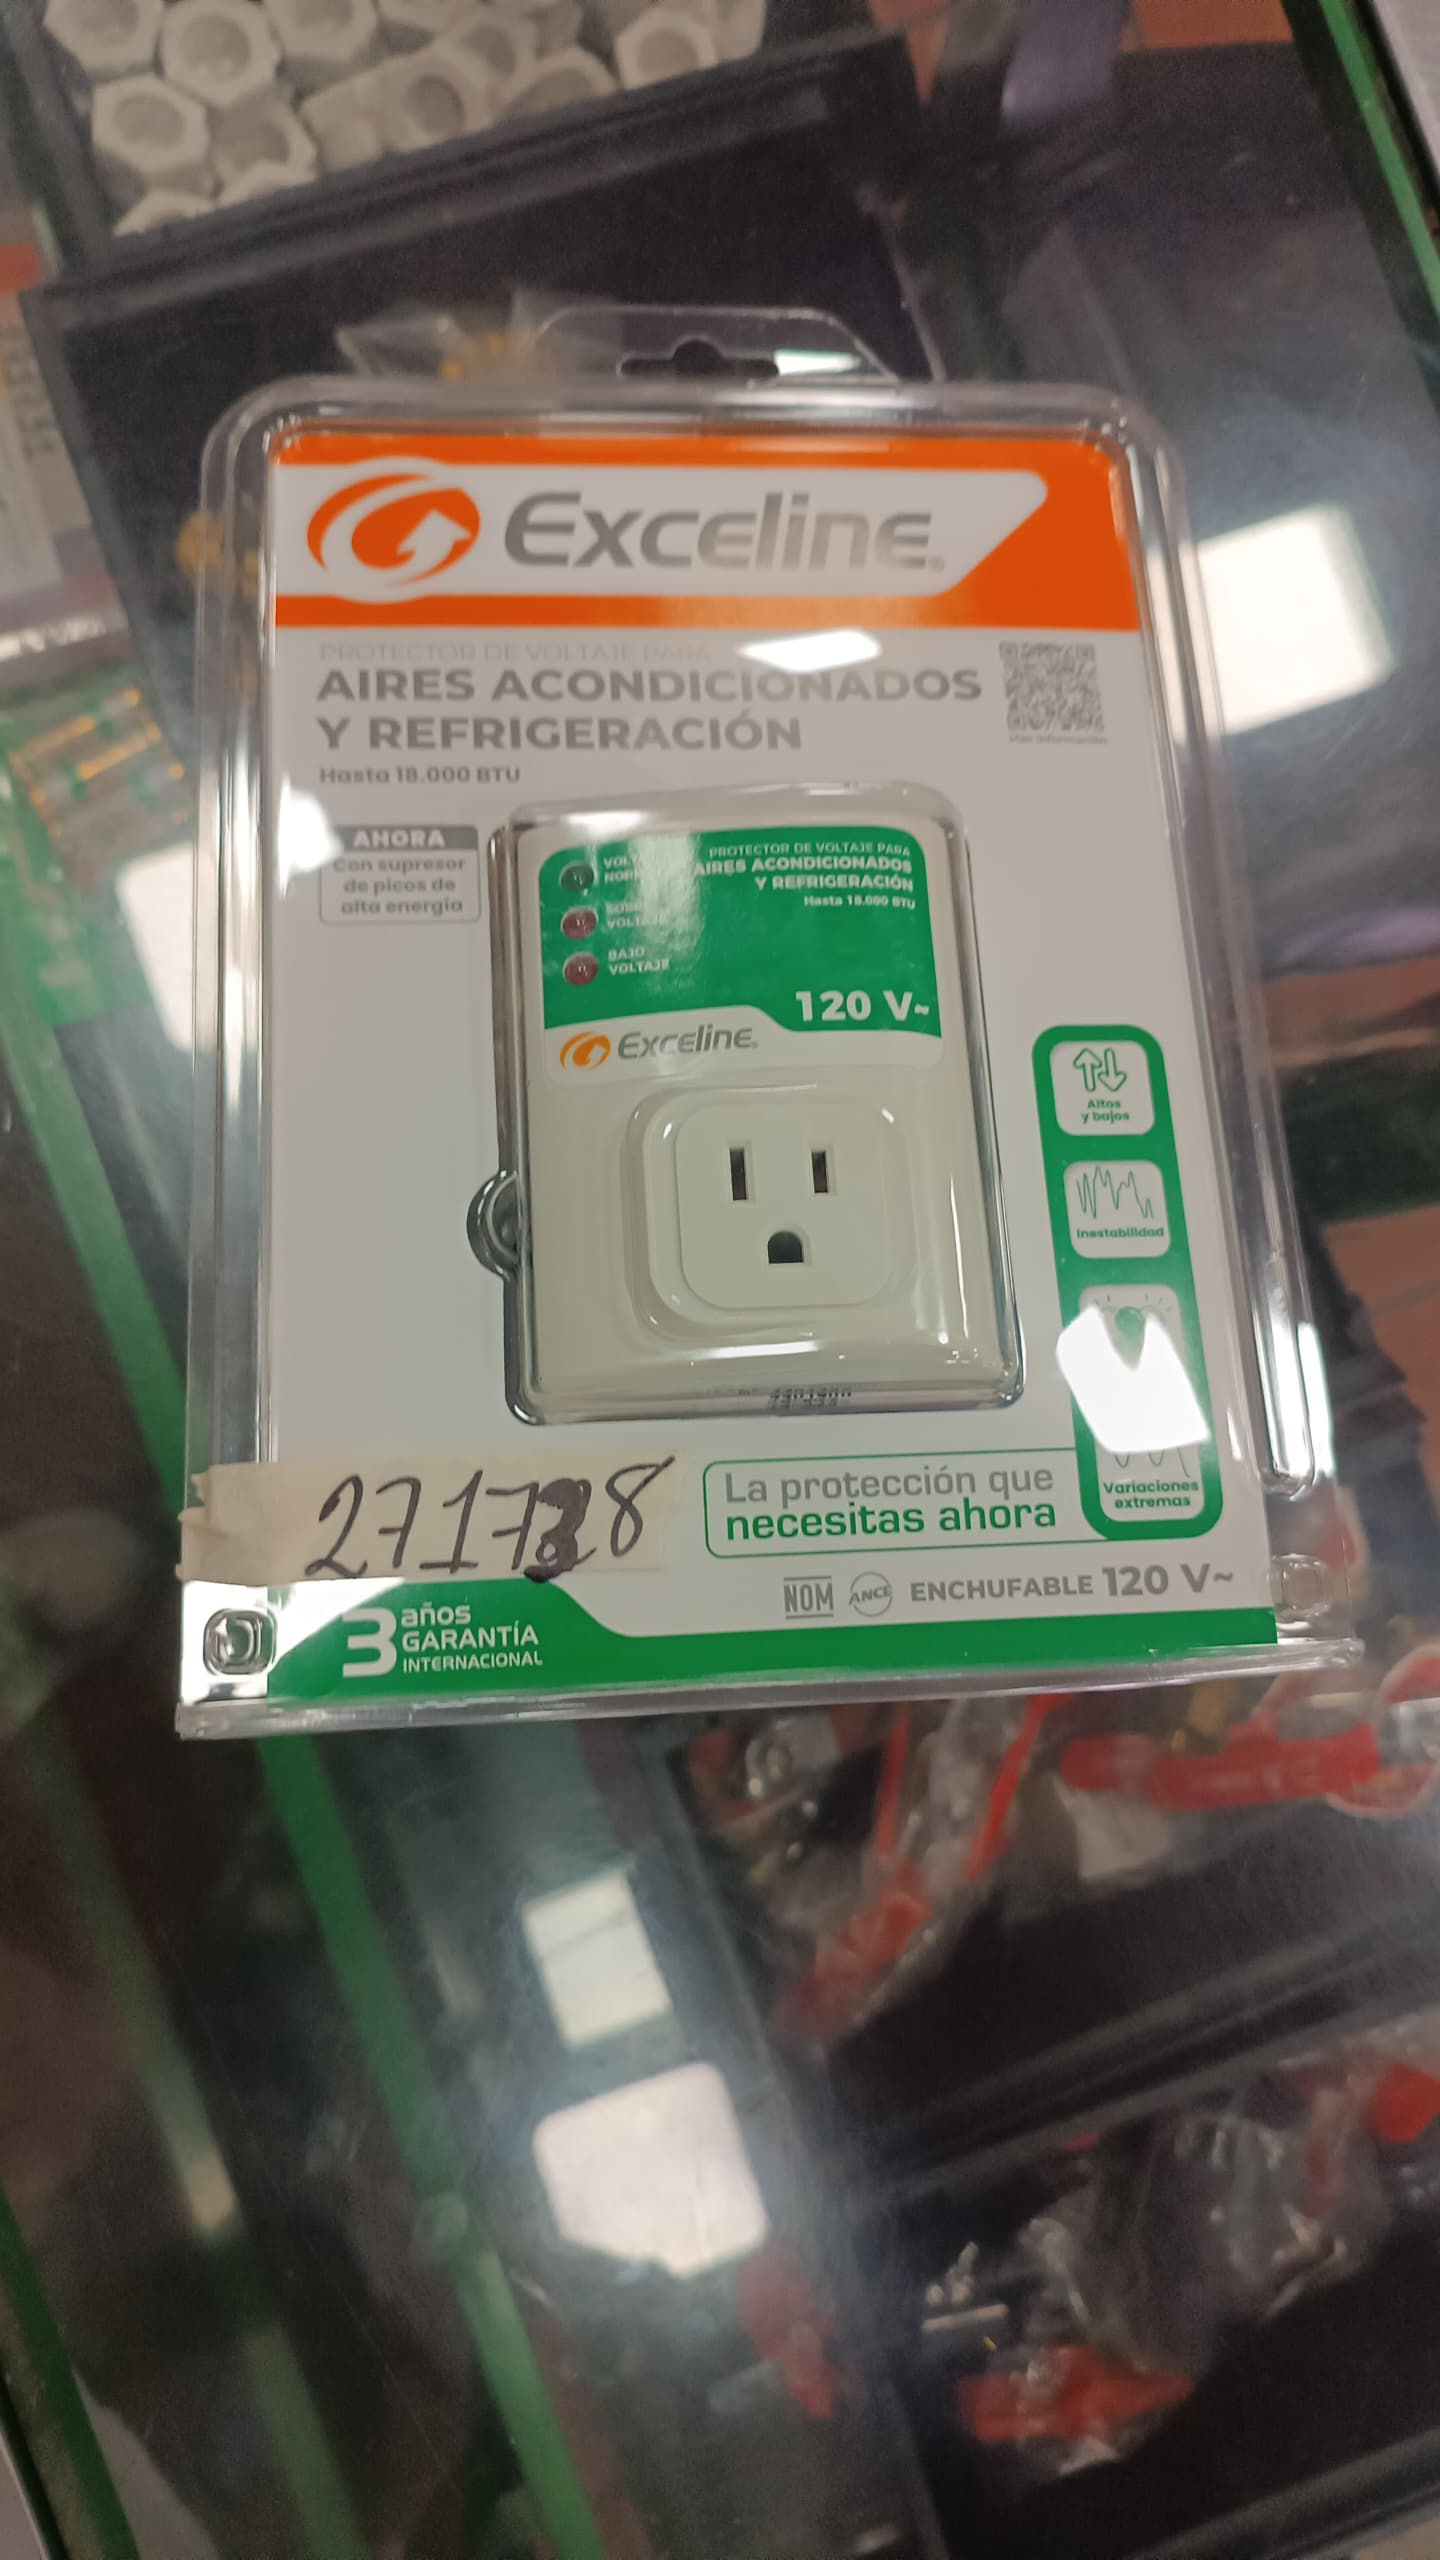 Exceline
PROTECTOR DE VOLTAJE PARA
AIRES ACONDICIONADOS
Y REFRIGERACIÓN
Hasta 18.000 BTU
Más información
AHORA
Con supresor
de picos de
alta energía
PROTECTOR DE VOLTAJE PARA
AIRES ACONDICIONADOS
Y REFRIGERACIÓN
Hasta 18.000 BTU
BAJO
VOLTAJE
120 V~
Exceline
Altos
y bajos
Inestabilidad
Variaciones
extremas
La protección que
necesitas ahora
NOM ANCE ENCHUFABLE 120 V~
3 años
GARANTÍA
INTERNACIONAL